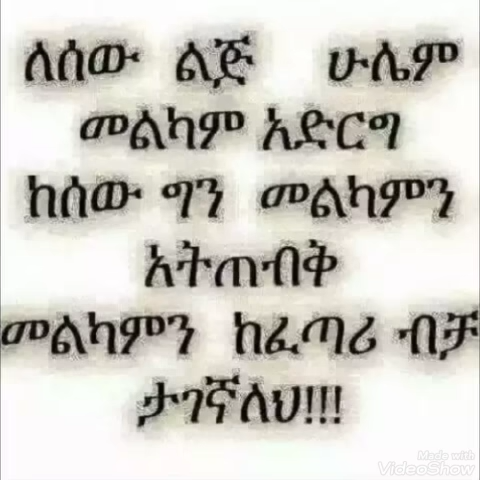 ለሰው ልጅ ሁሌም
መልካም አድርግ
ከሰው ግን መልካምን
አትጠብቅ
መልካምን ከፈጣሪ ብቻ
ታገኛለህ!!!
Made with
VideoShow